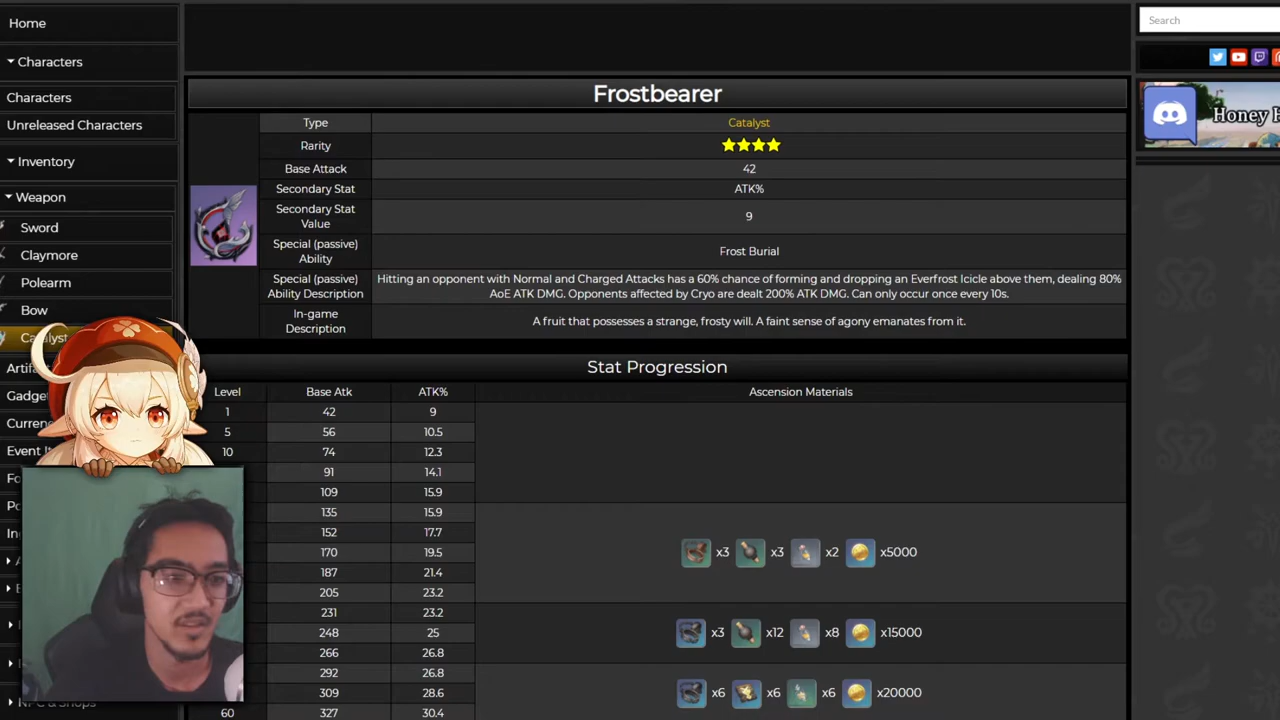 Home
Characters
Characters
Unreleased Characters
Inventory
Weapon
Sword
Claymore
Polearm
Bow
Catalyst
Search
Frostbearer
Type
Catalyst
Rarity
Base Attack
42
Secondary Stat
ATK%
Secondary Stat
Value
9
Special (passive)
Ability
Frost Burial
Special (passive)
Ability Description
Hitting an opponent with Normal and Charged Attacks has a 60% chance of forming and dropping an Everfrost Icicle above them, dealing 80%
AoE ATK DMG. Opponents affected by Cryo are dealt 200% ATK DMG. Can only occur once every 10s.
In-game
Description
A fruit that possesses a strange, frosty will. A faint sense of agony emanates from it.
Stat Progression
Level Base Atk ATK% Ascension Materials
1 42 9
5 56 10.5
10 74 12.3
91 14.1
109 15.9
135 15.9
152 17.7
170 19.5
187 21.4
205 23.2
231 23.2
248 25
266 26.8
292 26.8
309 28.6
60 327 30.4
x3 x3 x2 x5000
x3 x12 x8 x15000
x6 x6 x6 x20000
Honey